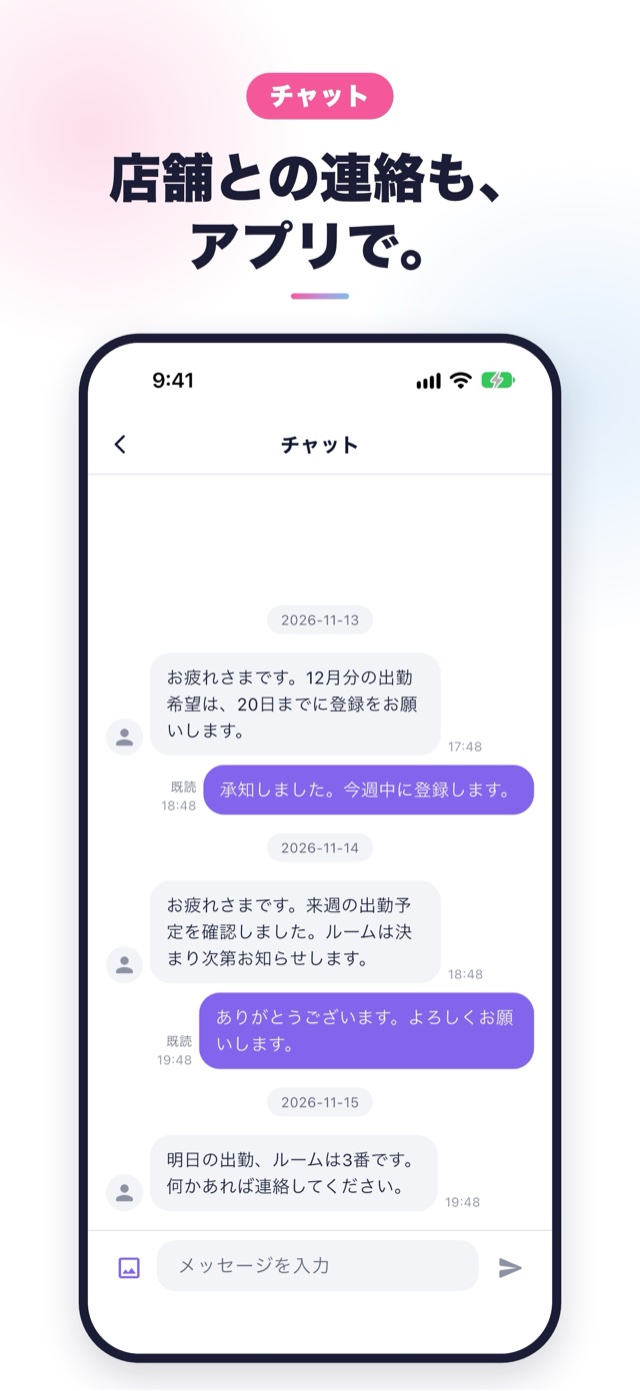 チャット
店舗との連絡も、
アプリで。
9:41
チャット
2026-11-13
お疲れさまです。12月分の出勤
希望は、20日までに登録をお願
いします。
17:48
既読
18:48
承知しました。今週中に登録します。
2026-11-14
お疲れさまです。来週の出勤予
定を確認しました。ルームは決
まり次第お知らせします。
18:48
ありがとうございます。よろしくお願
いします。
既読
19:48
2026-11-15
明日の出勤、ルームは3番です。
何かあれば連絡してください。
19:48
メッセージを入力